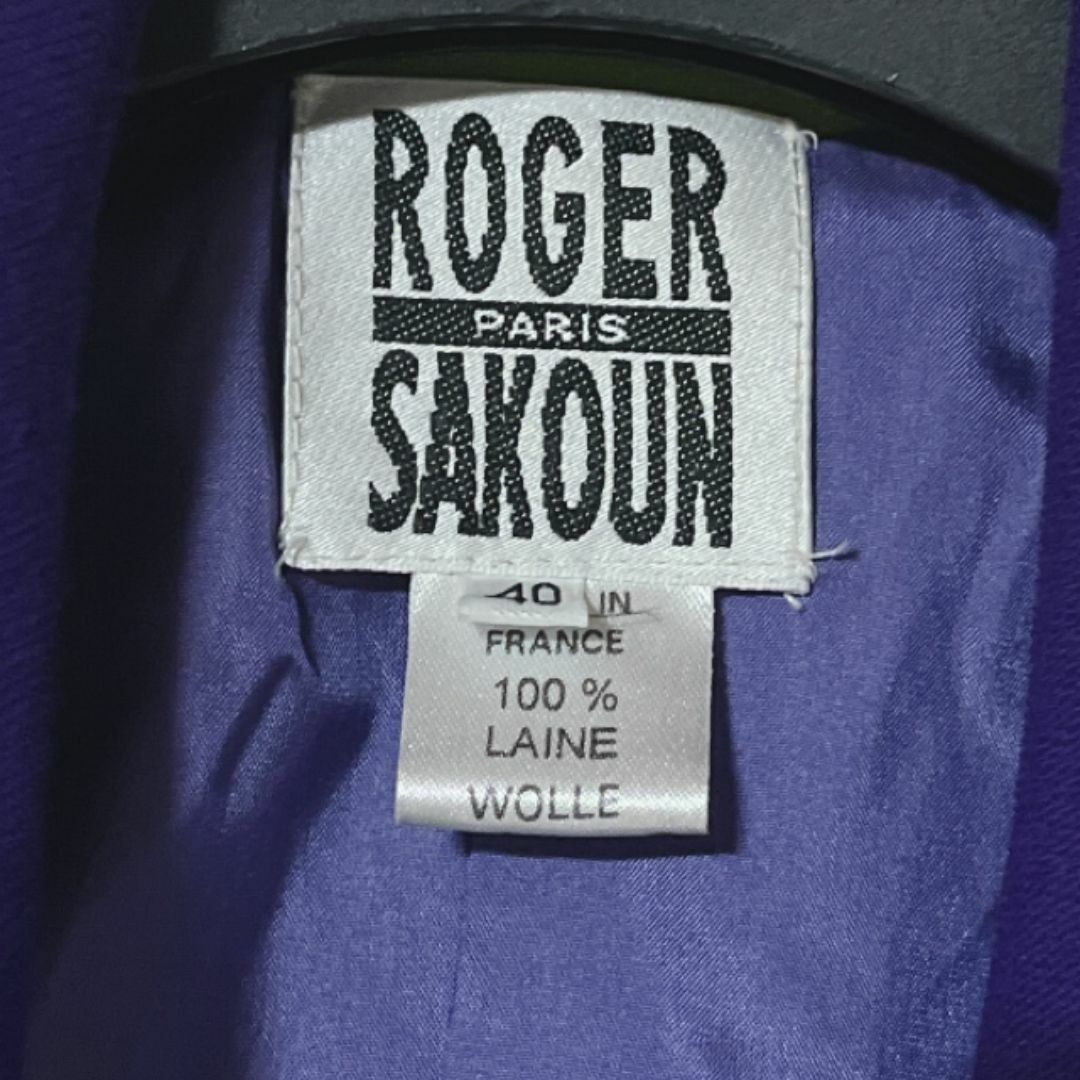 ROGER
PARIS
SAKOUN
40 IN
FRANCE
100 %
LAINE
WOLLE